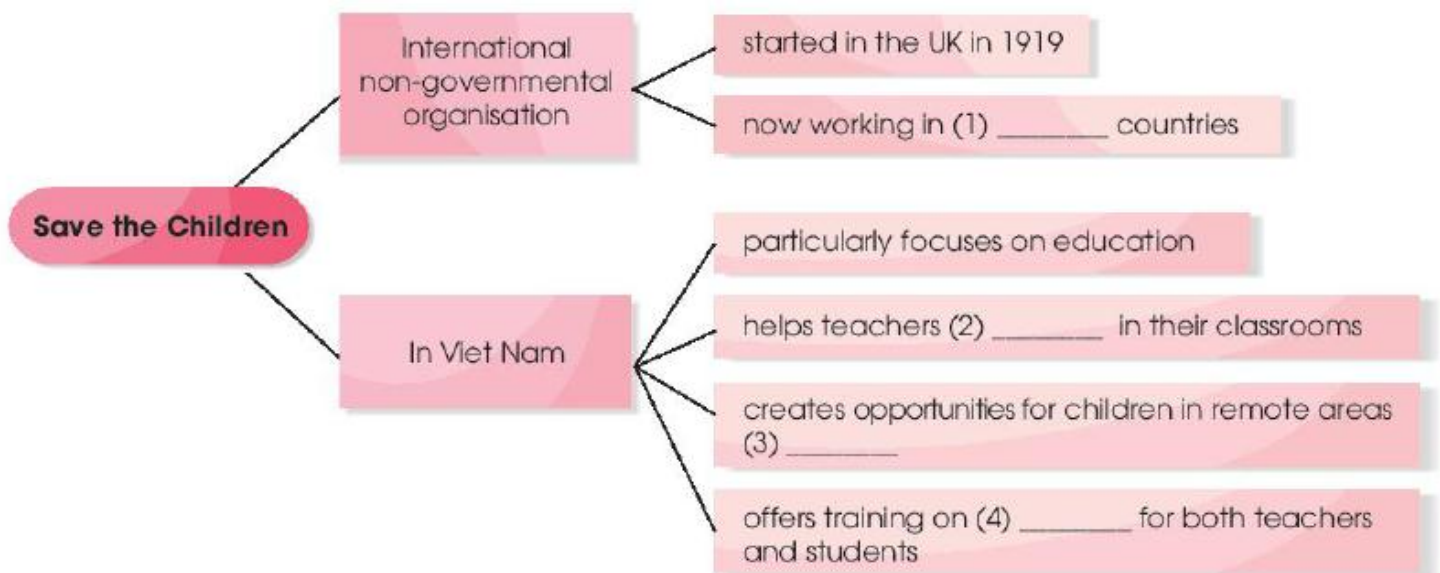 Save the Children
International
non-governmental
organisation
started in the UK in 1919
now working in (1) ________ countries
In Viet Nam
particularly focuses on education
helps teachers (2) ________ in their classrooms
creates opportunities for children in remote areas
(3) ________
offers training on (4) ________ for both teachers
and students